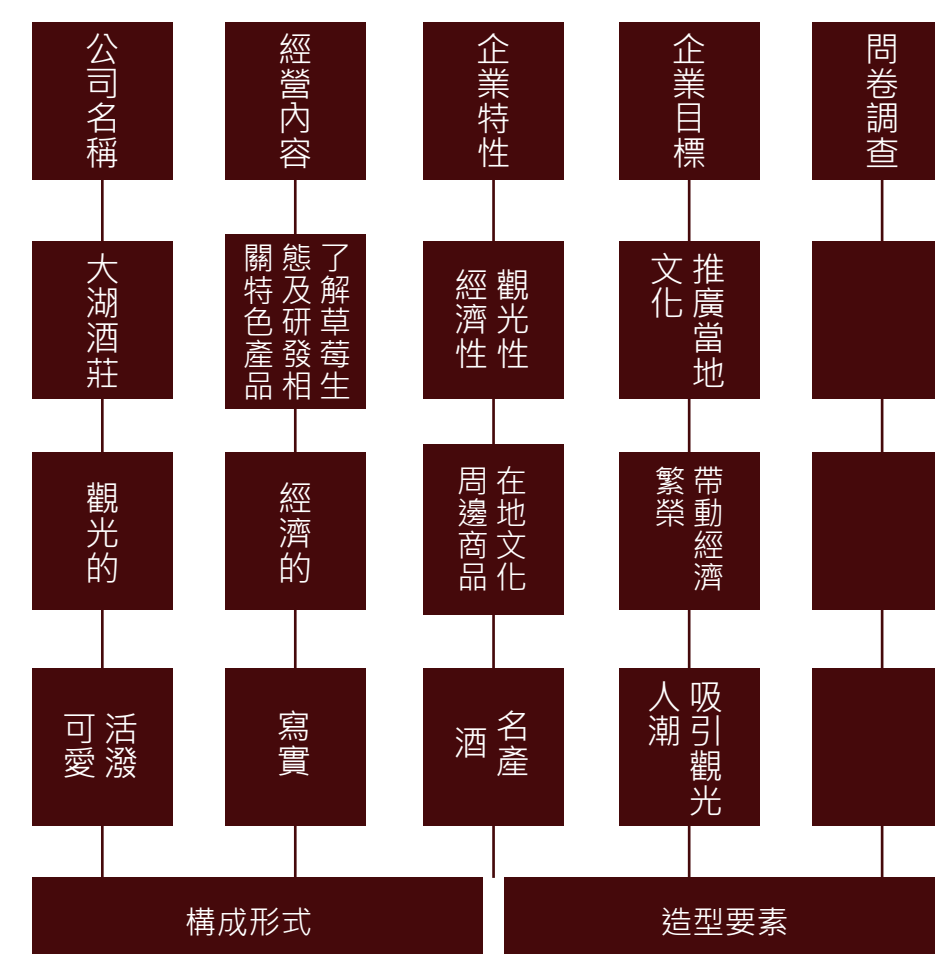 公司名稱
經營內容
企業特性
企業目標
問卷調查
大湖酒莊
了解草莓生
態及研發相
關特色產品
觀光性
經濟性
推廣當地
文化
觀光的
經濟的
在地文化
周邊商品
帶動經濟
繁榮
活潑
可愛
寫實
名產
酒
吸引觀光
人潮
構成形式
造型要素